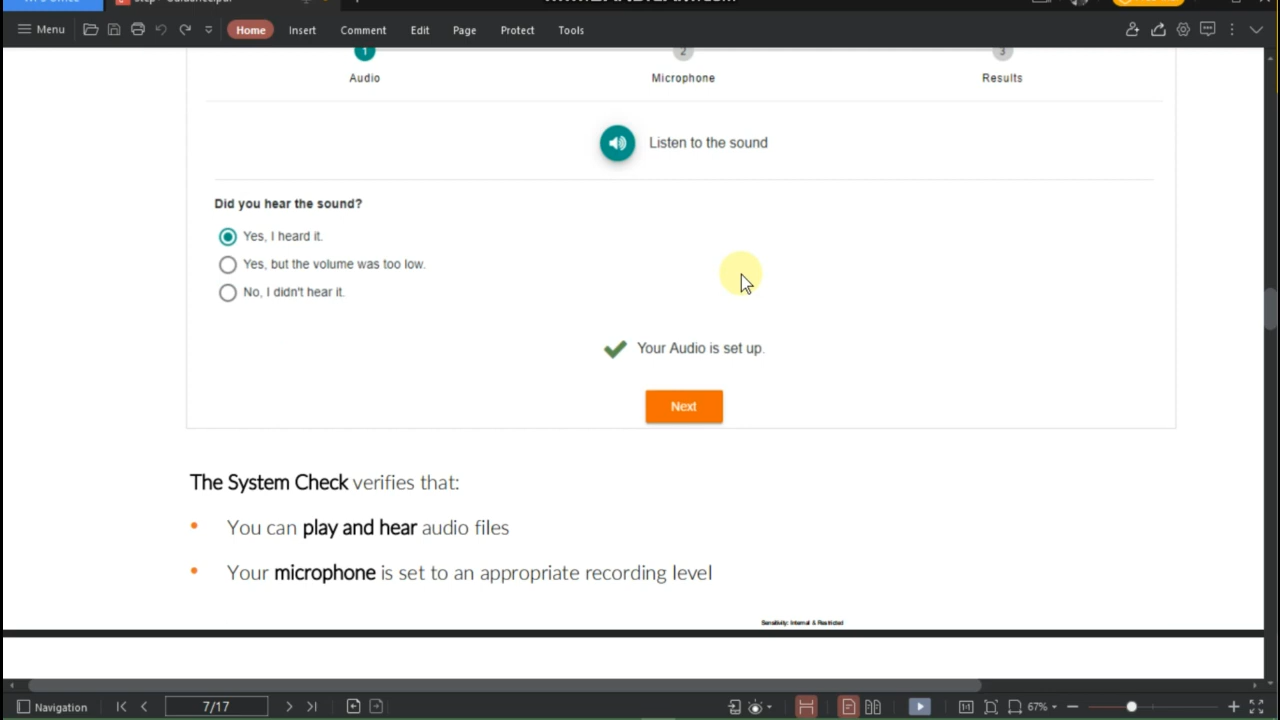 Menu
Home
Insert
Comment
Edit
Page
Protect
Tools
1
2
3
Audio
Microphone
Results
Listen to the sound
Did you hear the sound?
Yes, I heard it.
Yes, but the volume was too low.
No, I didn't hear it.
Your Audio is set up.
Next
The System Check verifies that:
• You can play and hear audio files
• Your microphone is set to an appropriate recording level
Sensitivity: Internal & Restricted
Navigation
7/17
67%